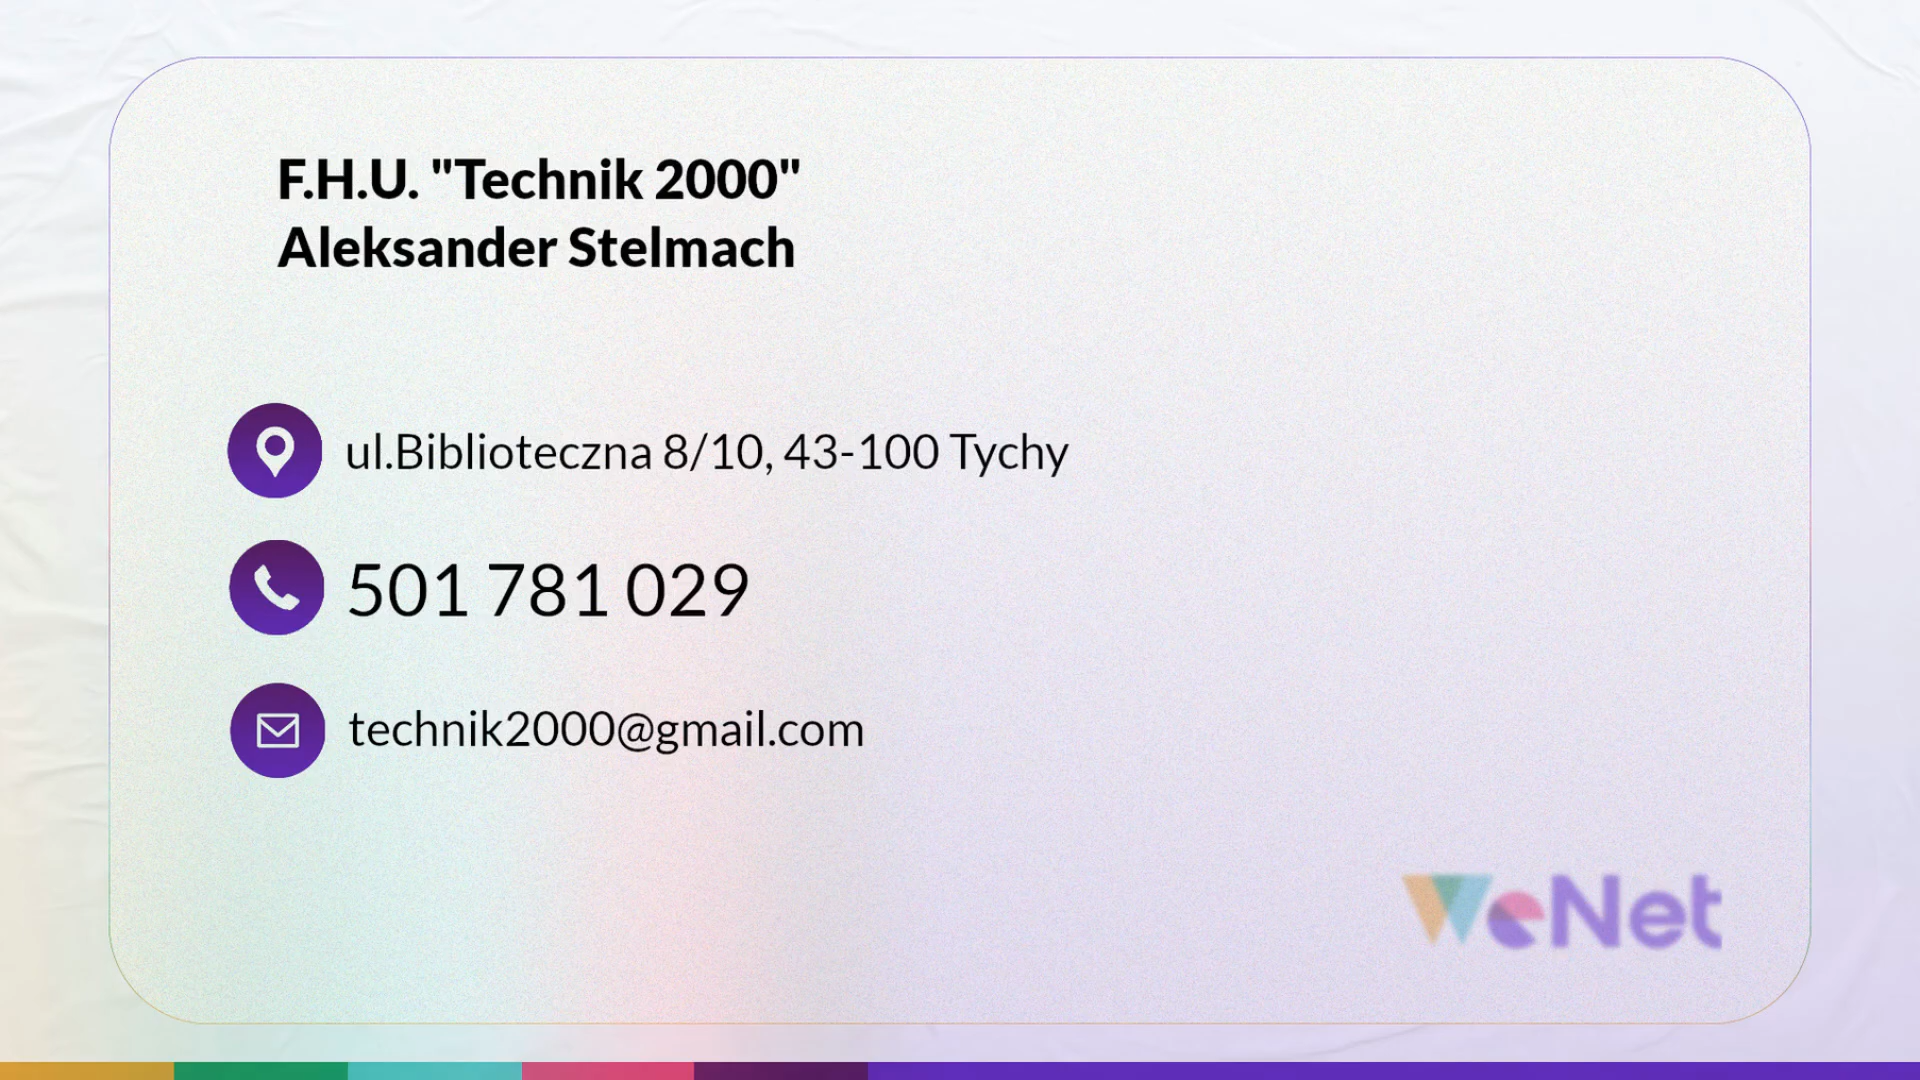 F.H.U. "Technik 2000"
Aleksander Stelmach
ul.Biblioteczna 8/10, 43-100 Tychy
501 781 029
technik2000@gmail.com
WeNet